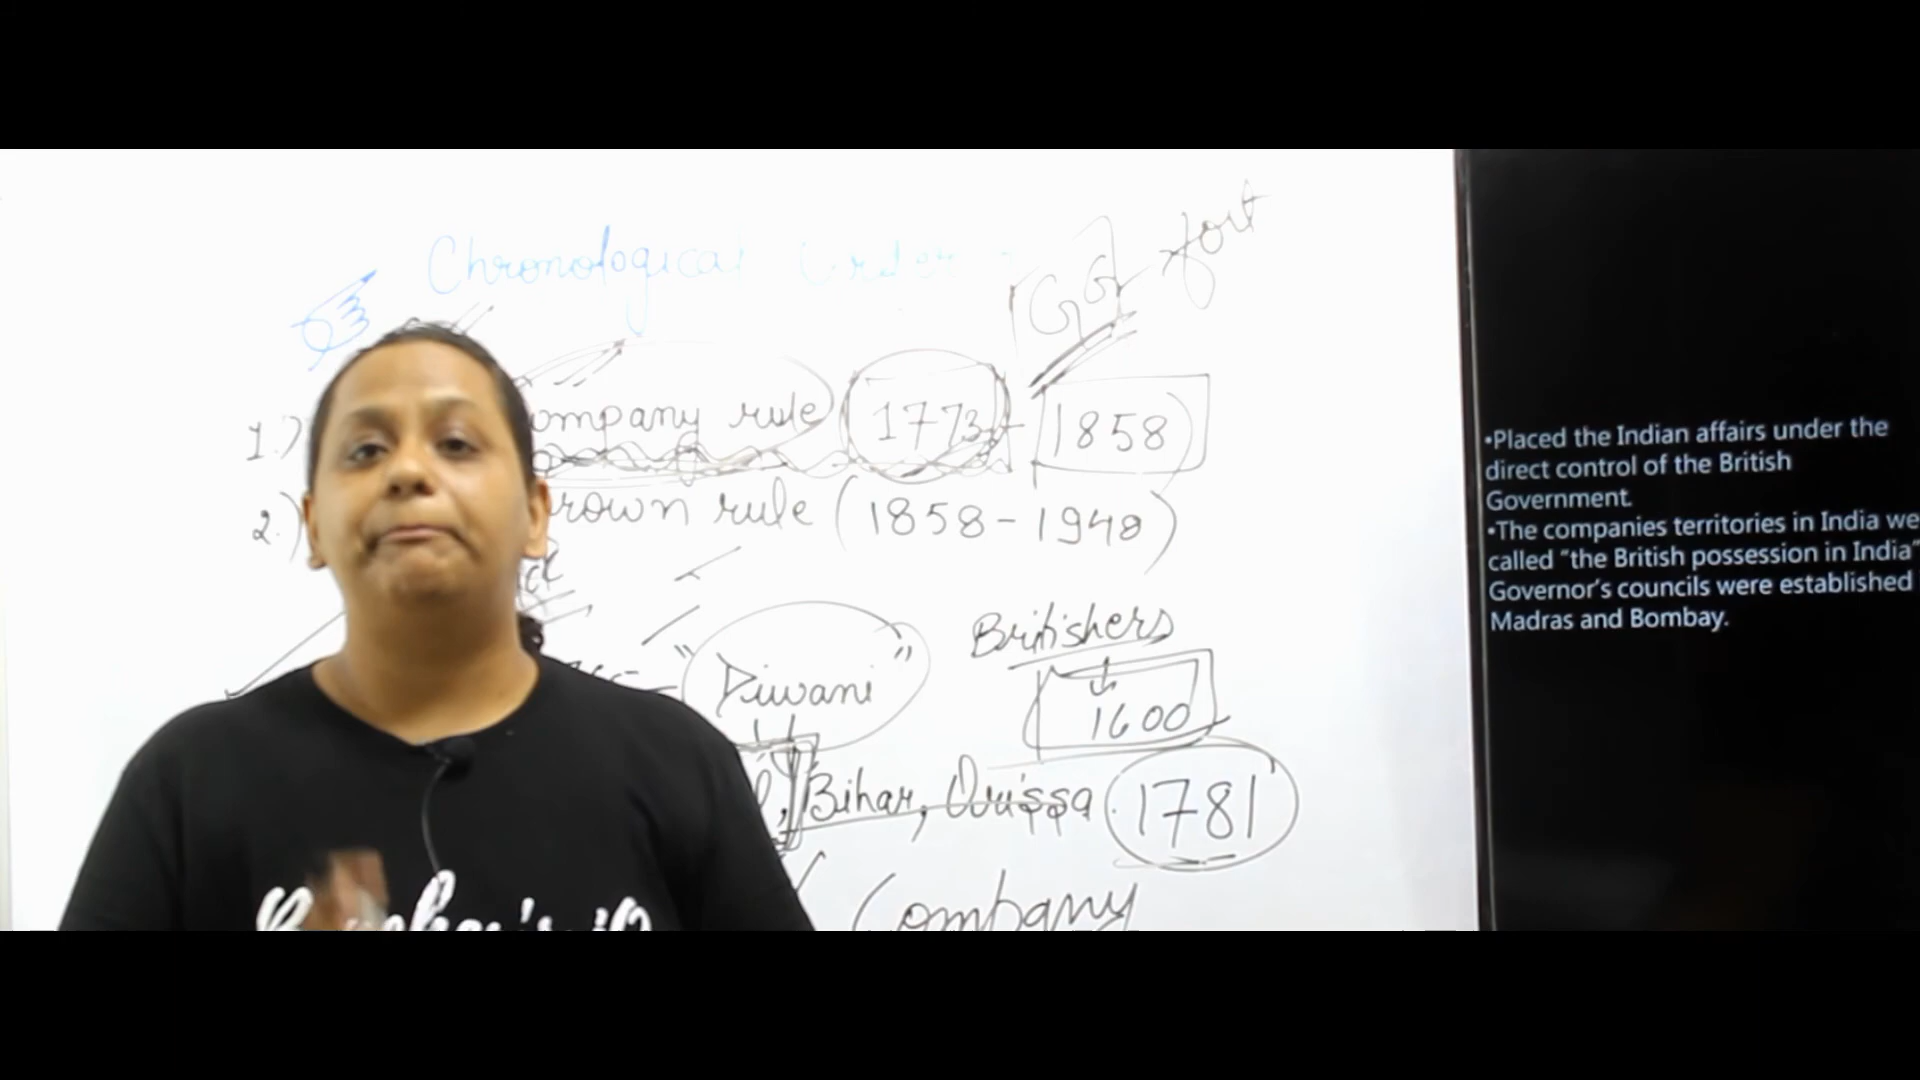 Chronological Order
GG fort
1.) ompany rule 1773 - 1858
2.) rown rule (1858-1948)
"Diwani"
Britishers
1600
, Bihar, Orissa 1781
Company
•Placed the Indian affairs under the
direct control of the British
Government.
•The companies territories in India we
called "the British possession in India"
Governor's councils were established
Madras and Bombay.